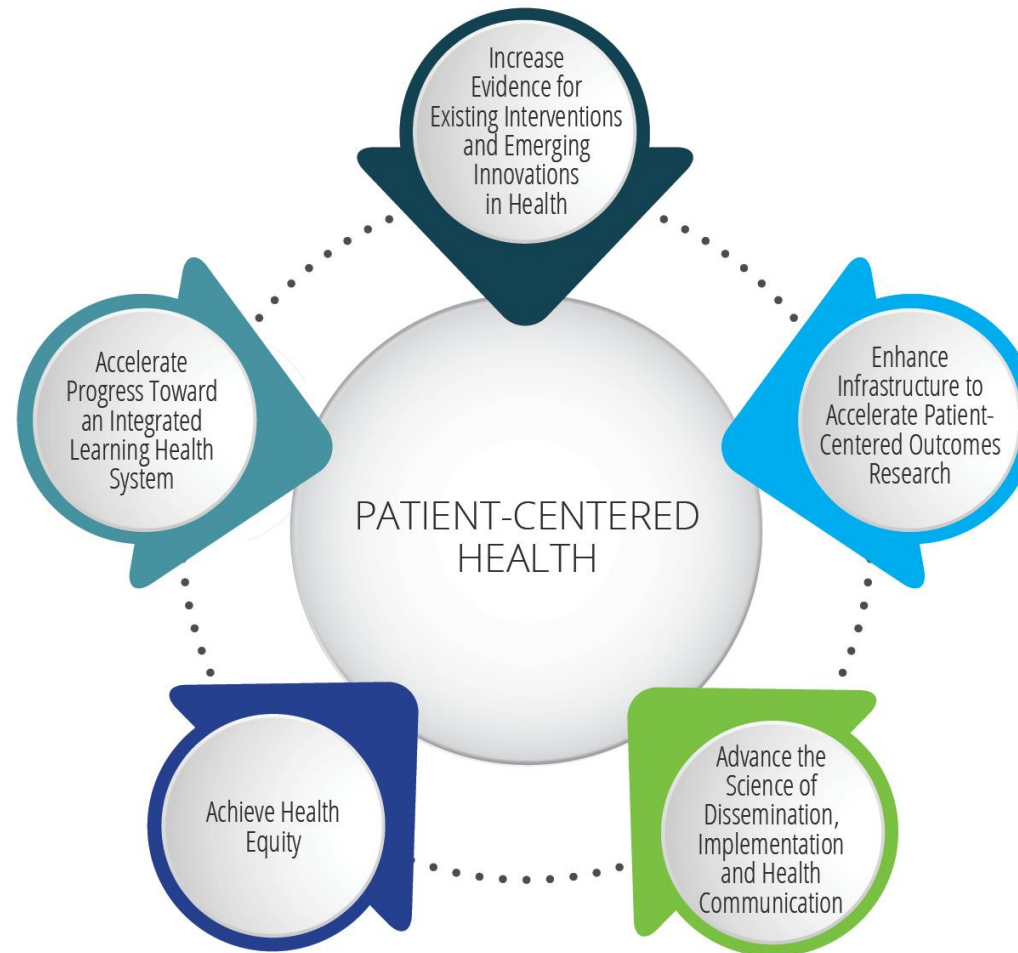 Increase
Evidence for
Existing Interventions
and Emerging
Innovations
in Health
Accelerate
Progress Toward
an Integrated
Learning Health
System
Enhance
Infrastructure to
Accelerate Patient-
Centered Outcomes
Research
PATIENT-CENTERED
HEALTH
Achieve Health
Equity
Advance the
Science of
Dissemination,
Implementation
and Health
Communication